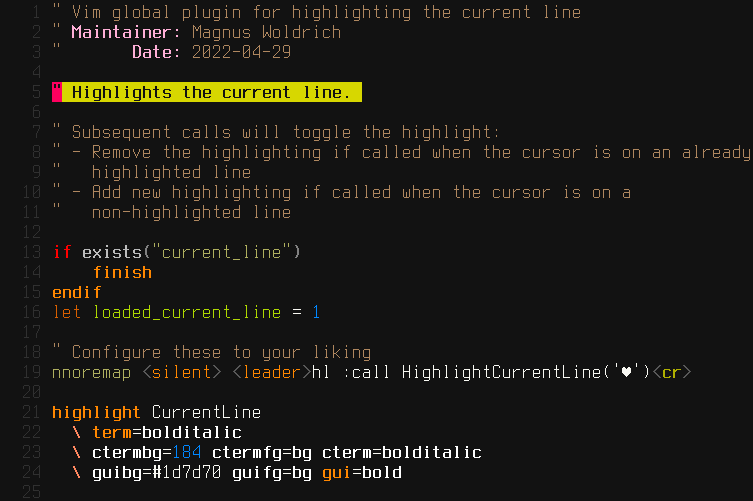 1 " Vim global plugin for highlighting the current line
2 " Maintainer: Magnus Woldrich
3 "       Date: 2022-04-29
4
5 " Highlights the current line.
6
7 " Subsequent calls will toggle the highlight:
8 " - Remove the highlighting if called when the cursor is on an already
9 "   highlighted line
10 " - Add new highlighting if called when the cursor is on a
11 "   non-highlighted line
12
13 if exists("current_line")
14     finish
15 endif
16 let loaded_current_line = 1
17
18 " Configure these to your liking
19 nnoremap <silent> <leader>hl :call HighlightCurrentLine('♥')<cr>
20
21 highlight CurrentLine
22   \ term=bolditalic
23   \ ctermbg=184 ctermfg=bg cterm=bolditalic
24   \ guibg=#1d7d70 guifg=bg gui=bold
25